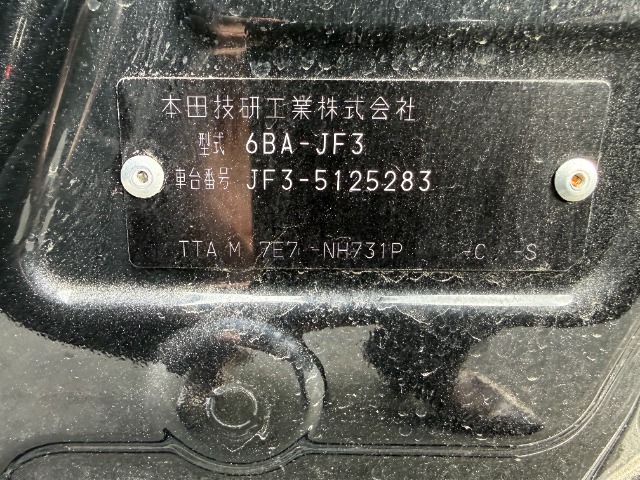 本田技研工業株式会社
型式 6BA-JF3
車台番号 JF3-5125283
TTA M 7E7 -NH731P -C -S